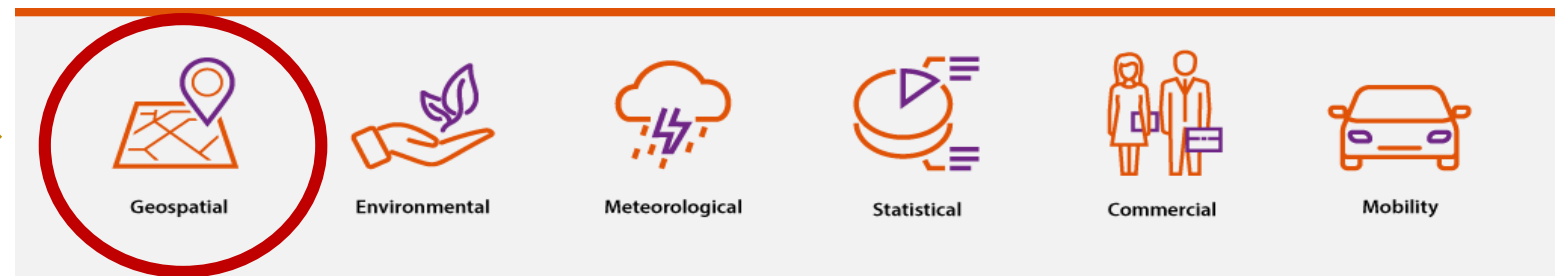 Geospatial
Environmental
Meteorological
Statistical
Commercial
Mobility